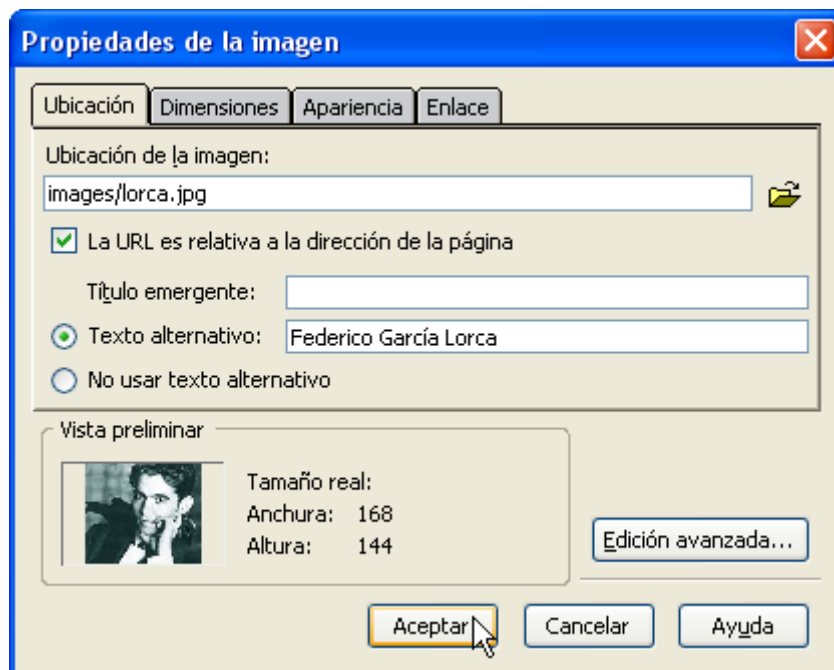 Propiedades de la imagen
Ubicación Dimensiones Apariencia Enlace
Ubicación de la imagen:
images/lorca.jpg
La URL es relativa a la dirección de la página
Título emergente:
Texto alternativo: Federico García Lorca
No usar texto alternativo
Vista preliminar
Tamaño real:
Anchura: 168
Altura: 144
Edición avanzada...
Aceptar Cancelar Ayuda